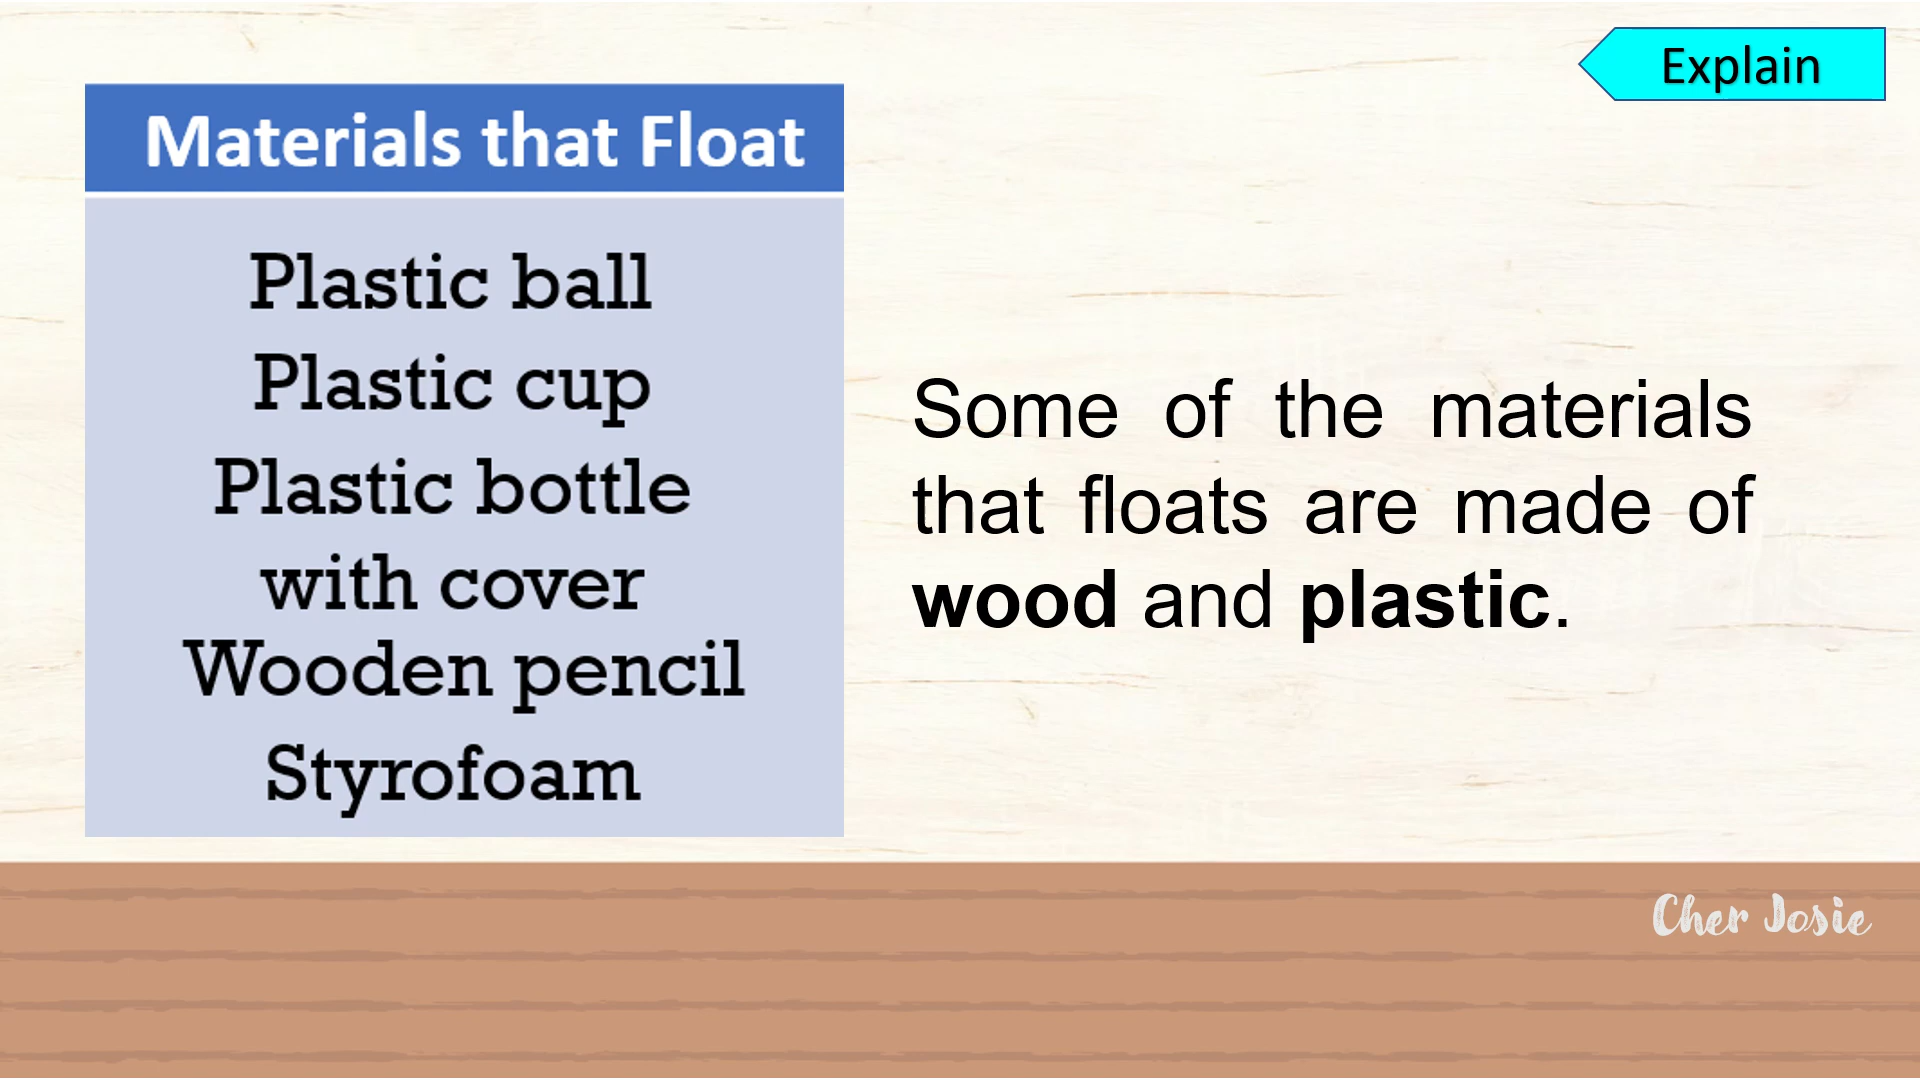 Explain
Materials that Float
Plastic ball
Plastic cup
Plastic bottle
with cover
Wooden pencil
Styrofoam
Some of the materials
that floats are made of
wood and plastic.
Cher Josie